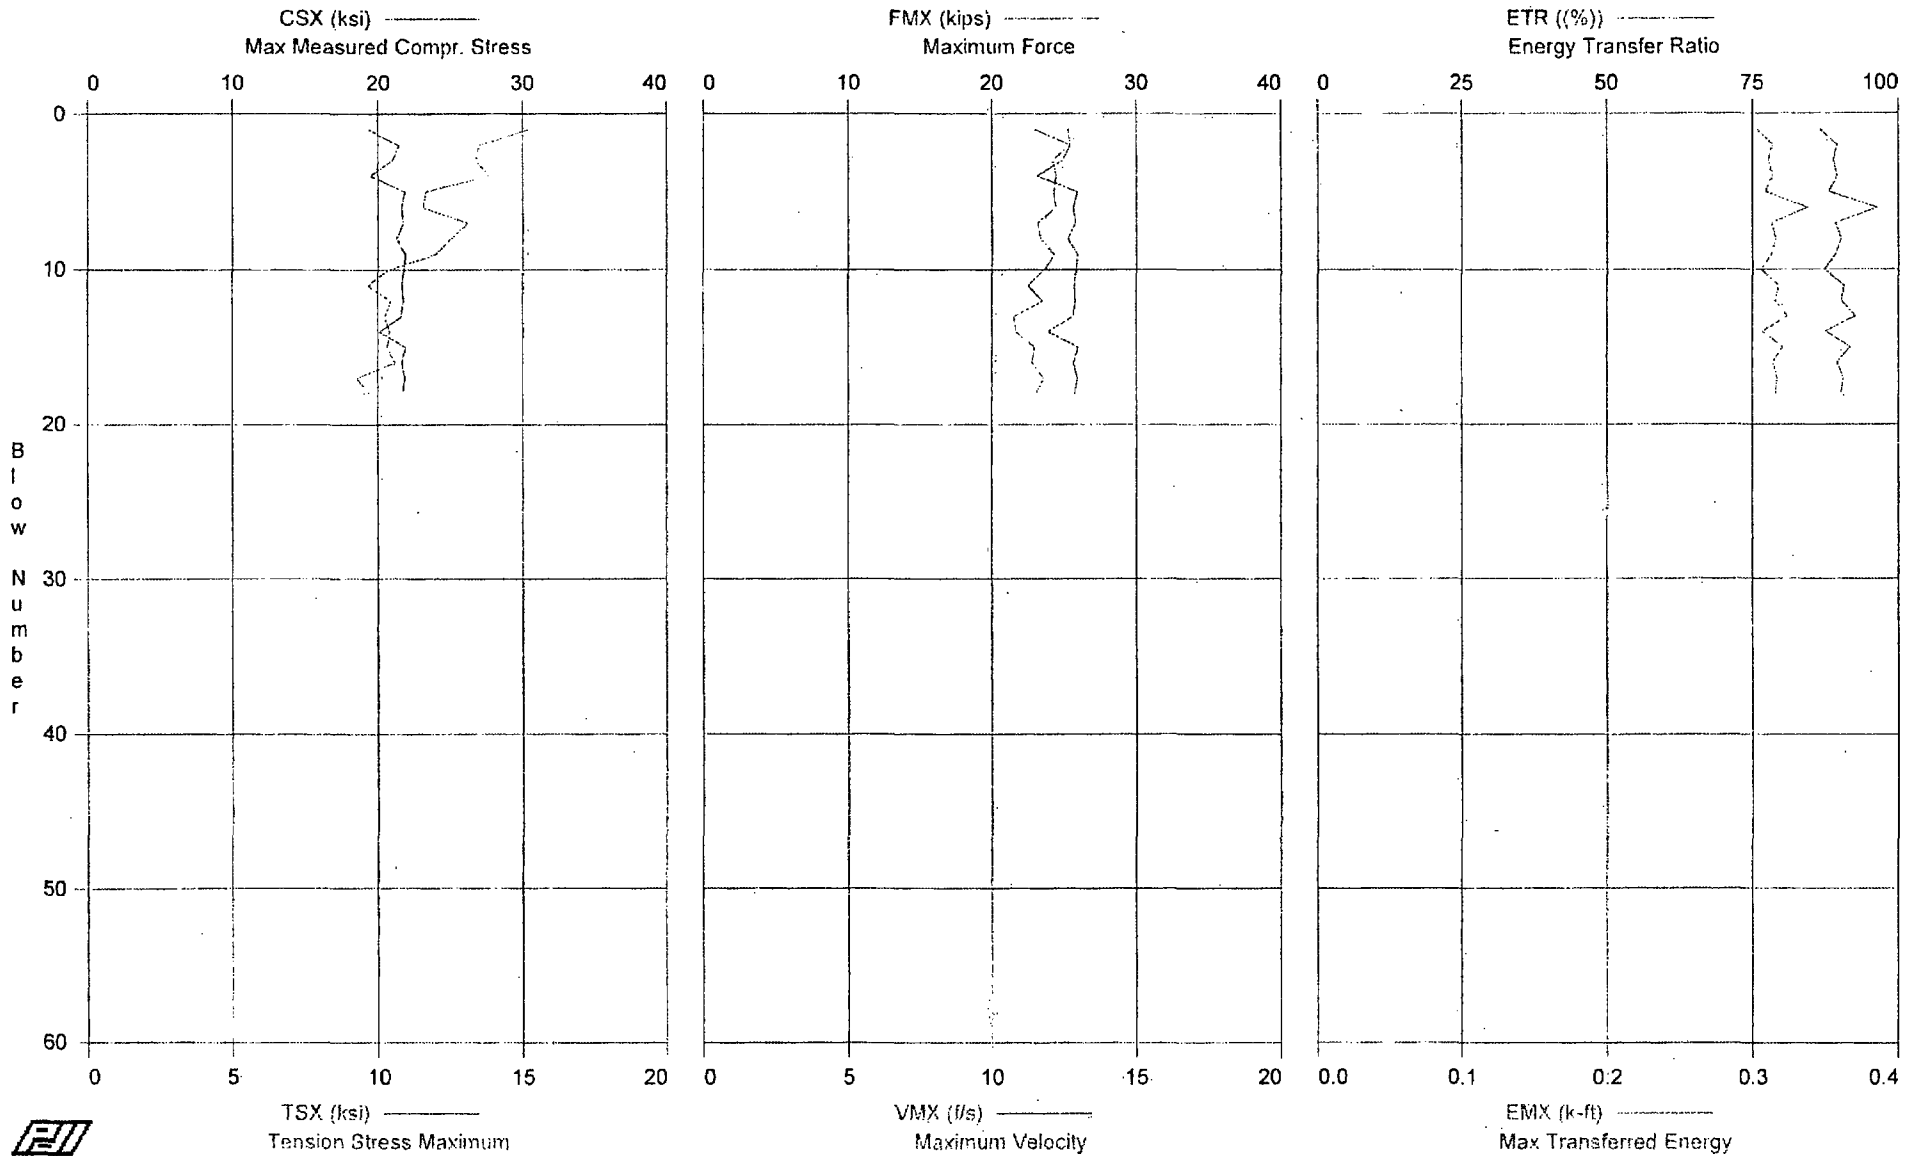 CSX (ksi)
Max Measured Compr. Stress
FMX (kips)
Maximum Force
ETR ((%))
Energy Transfer Ratio
0 10 20 30 40
0 10 20 30 40
0 25 50 75 100
0
10
20
30
40
50
60
Blow Number
0 5 10 15 20
0 5 10 15 20
0.0 0.1 0.2 0.3 0.4
TSX (ksi)
Tension Stress Maximum
VMX (f/s)
Maximum Velocity
EMX (k-ft)
Max Transferred Energy
PDI